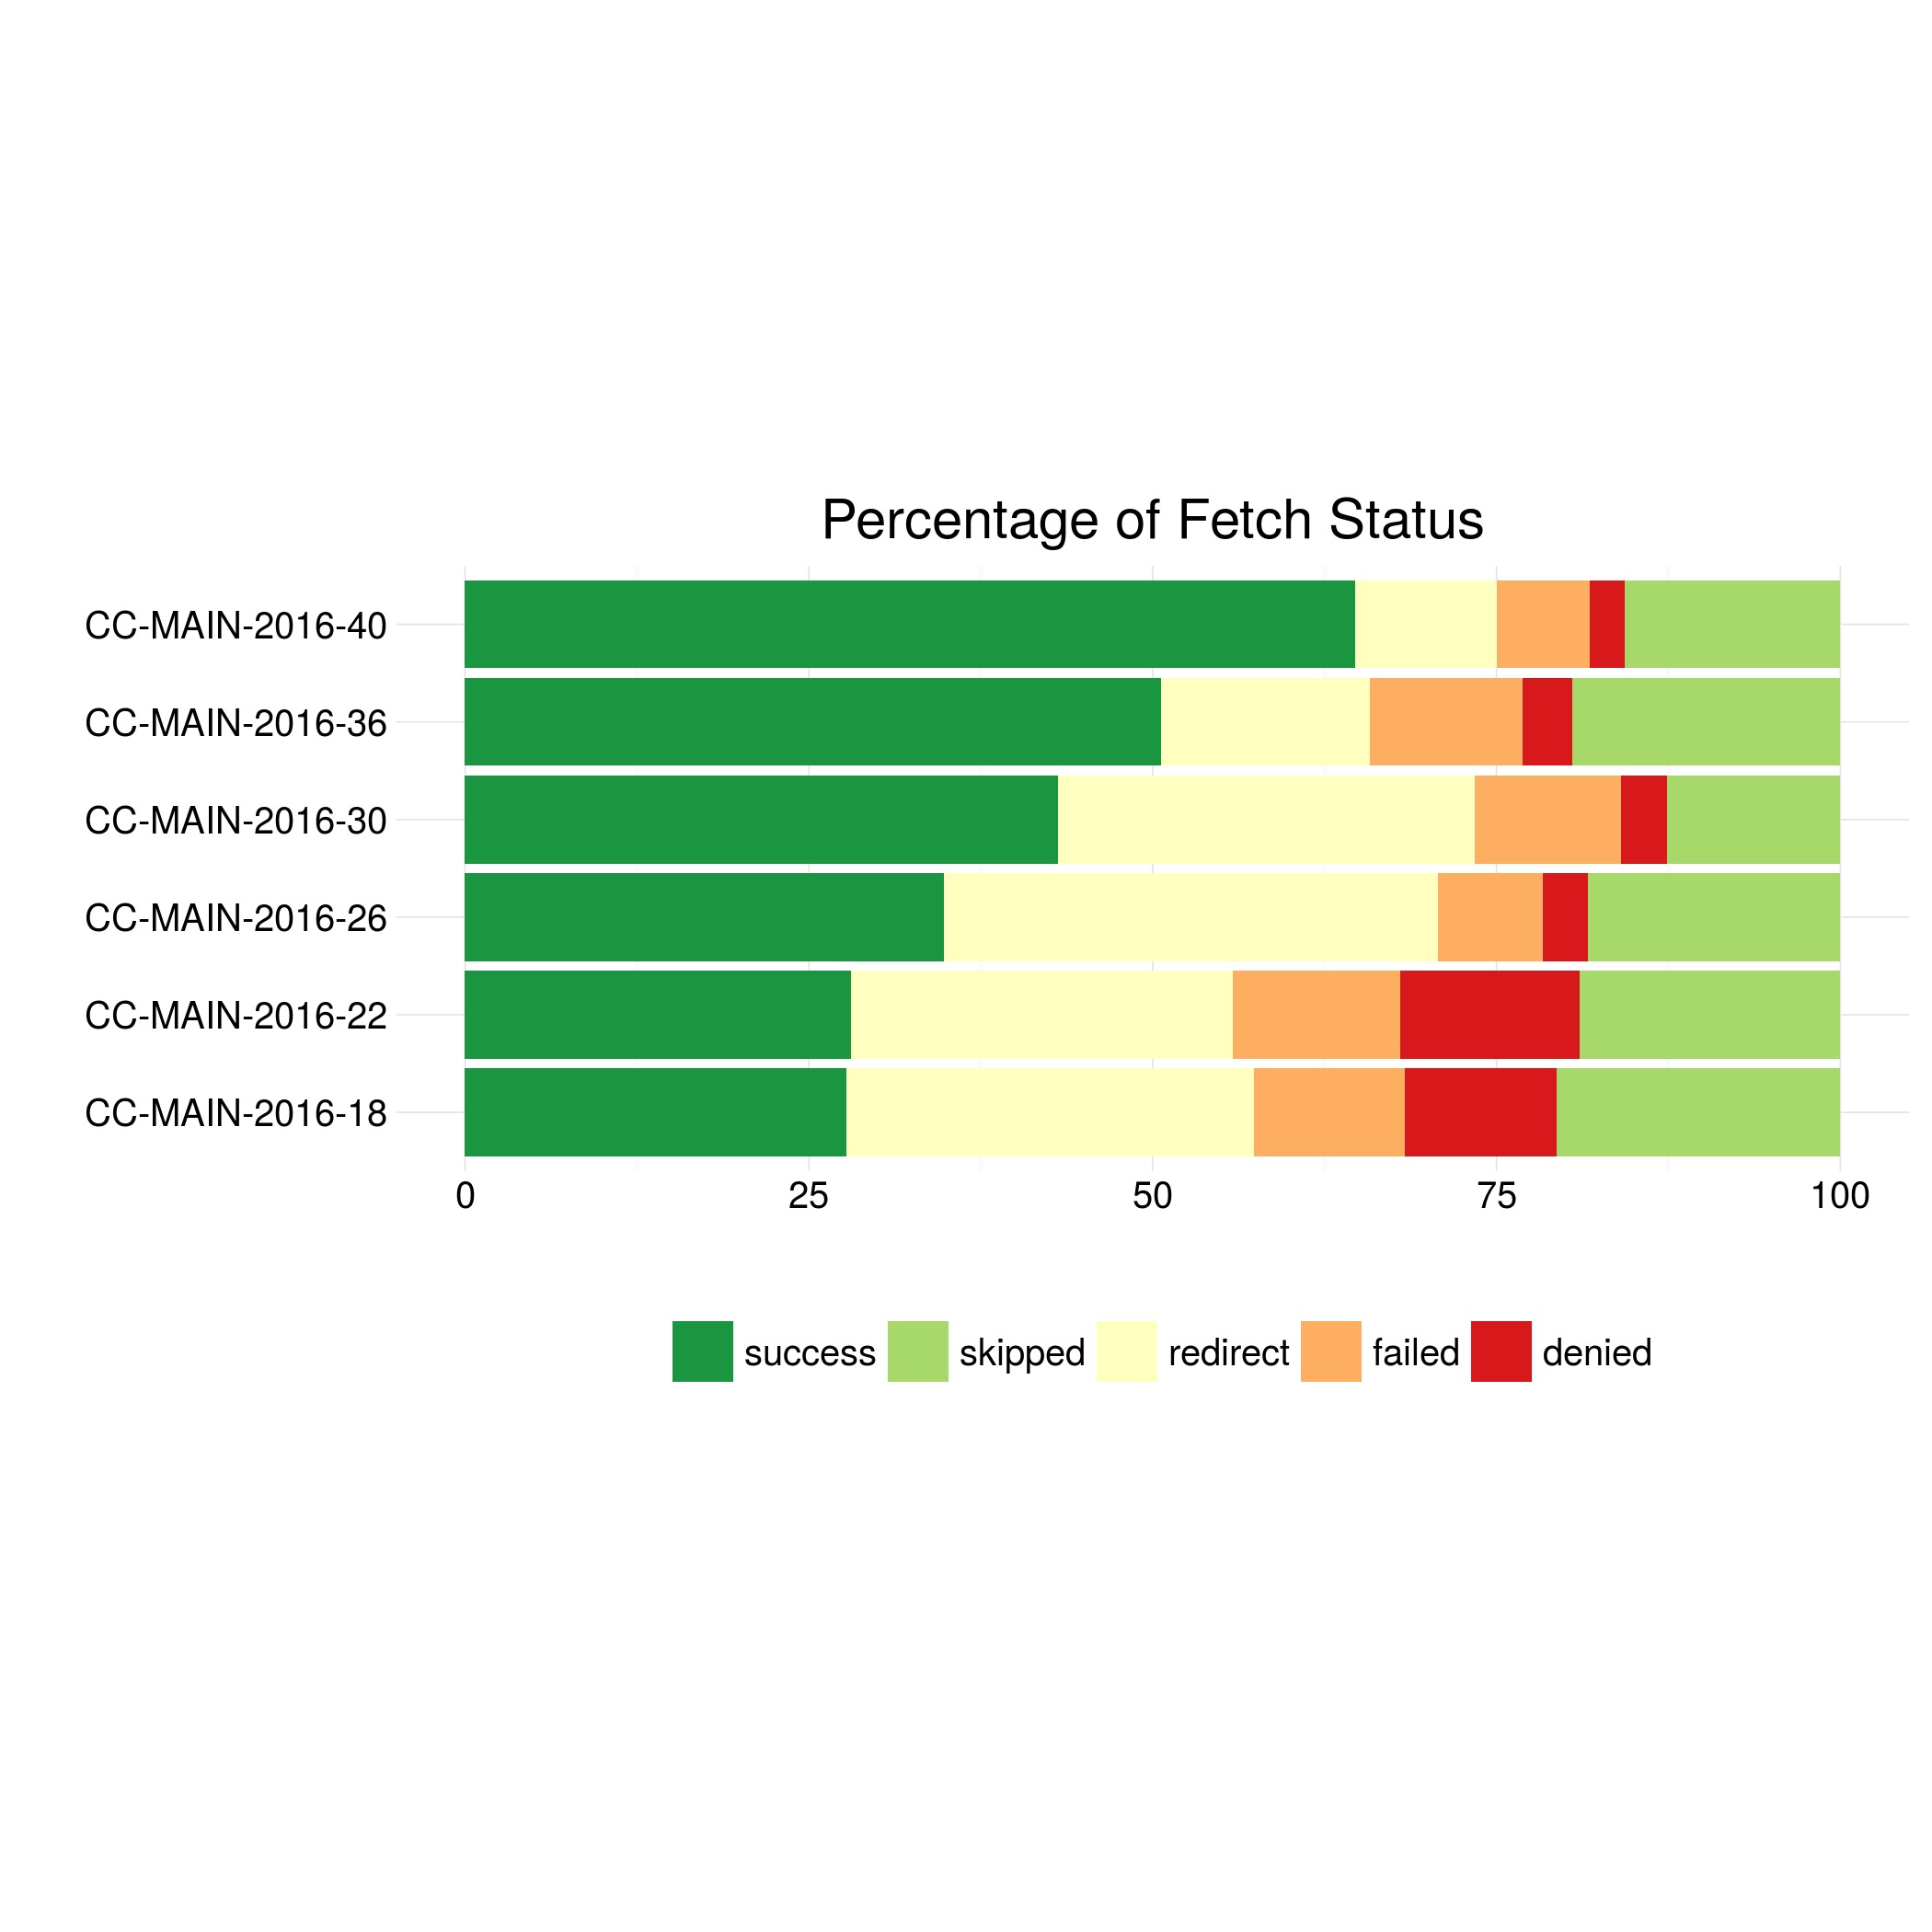 Percentage of Fetch Status
CC-MAIN-2016-40
CC-MAIN-2016-36
CC-MAIN-2016-30
CC-MAIN-2016-26
CC-MAIN-2016-22
CC-MAIN-2016-18
0 25 50 75 100
success skipped redirect failed denied